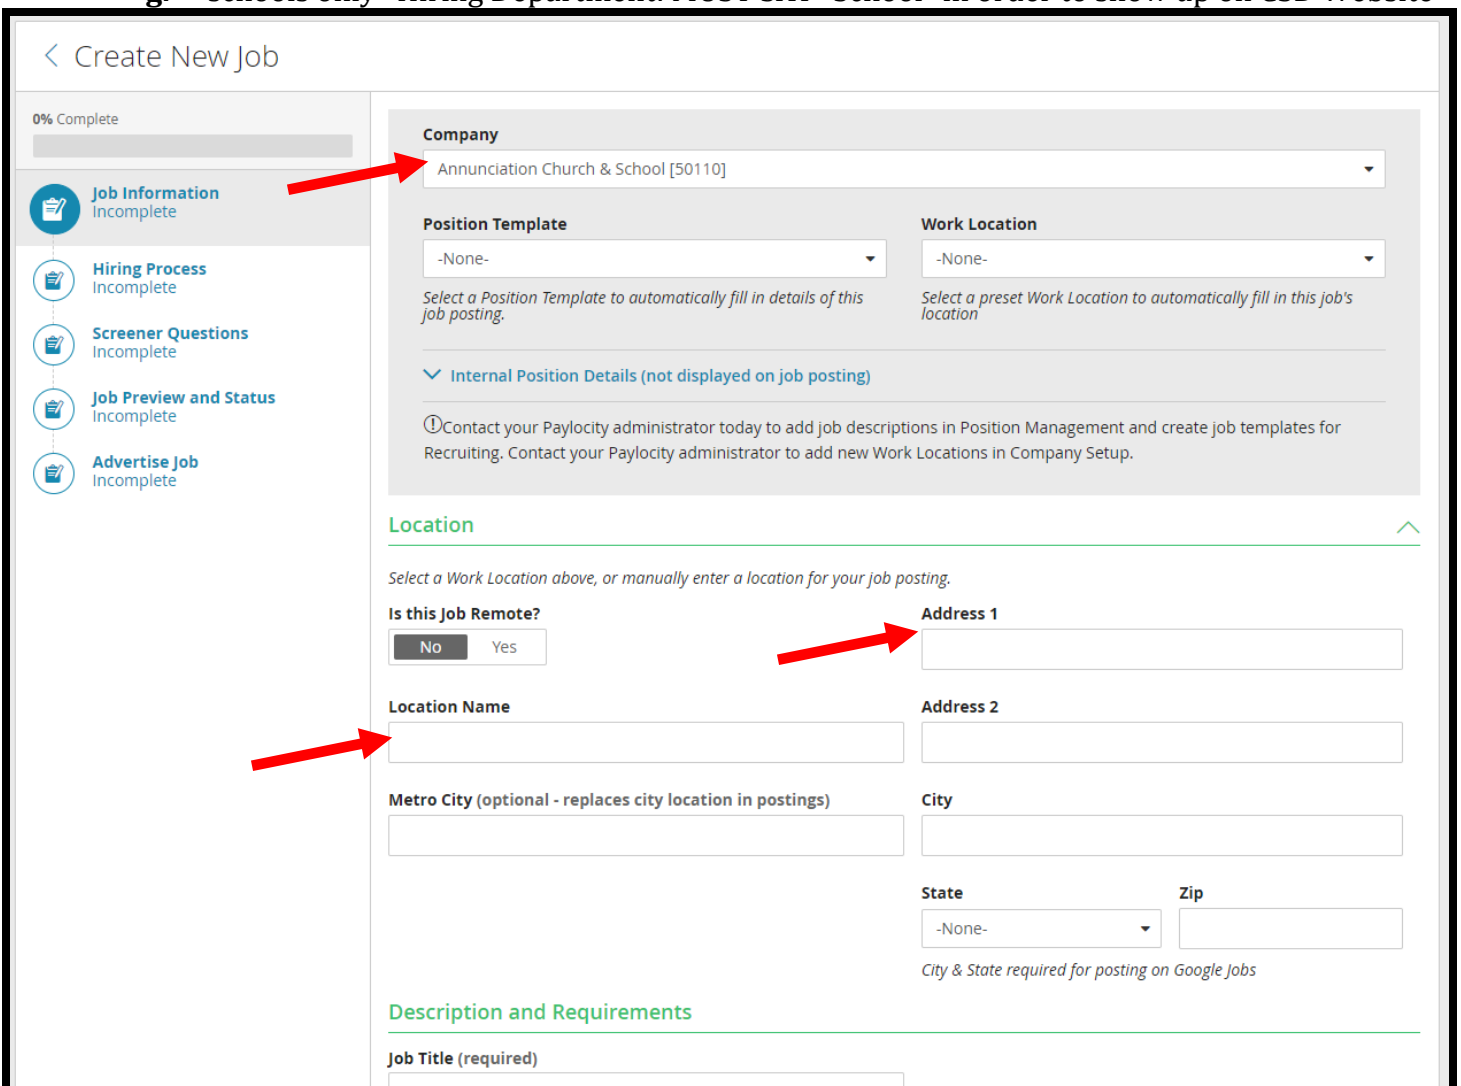 Create New Job
0% Complete
Job Information
Incomplete
Hiring Process
Incomplete
Screener Questions
Incomplete
Job Preview and Status
Incomplete
Advertise Job
Incomplete
Company
Annunciation Church & School [50110]
Position Template
-None-
Select a Position Template to automatically fill in details of this
job posting.
Work Location
-None-
Select a preset Work Location to automatically fill in this job's
location
Internal Position Details (not displayed on job posting)
Contact your Paylocity administrator today to add job descriptions in Position Management and create job templates for
Recruiting. Contact your Paylocity administrator to add new Work Locations in Company Setup.
Location
Select a Work Location above, or manually enter a location for your job posting.
Is this Job Remote?
No Yes
Address 1
Location Name
Address 2
Metro City (optional - replaces city location in postings)
City
State
-None-
Zip
City & State required for posting on Google Jobs
Description and Requirements
Job Title (required)